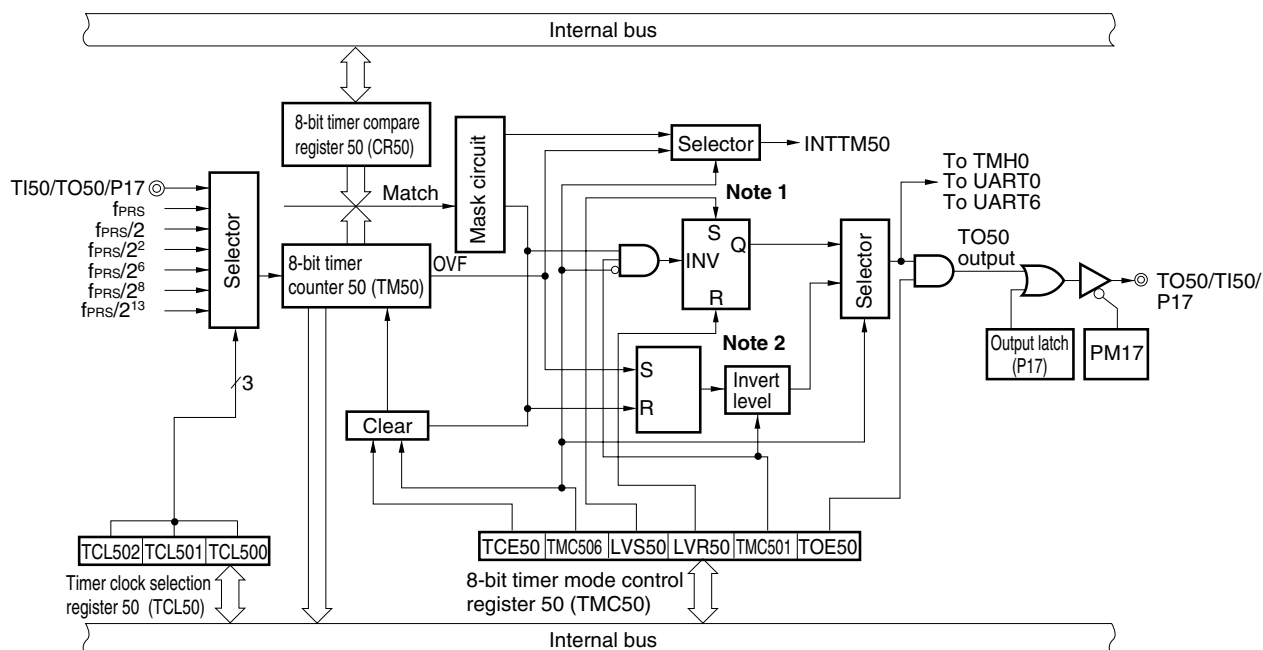 Internal bus
8-bit timer compare
register 50 (CR50)
Mask circuit
Selector
INTTM50
To TMH0
To UART0
To UART6
TI50/TO50/P17
Match
Note 1
fPRS
fPRS/2
fPRS/2²
fPRS/2⁶
fPRS/2⁸
fPRS/2¹³
Selector
8-bit timer
counter 50 (TM50)
OVF
S
Q
INV
R
Selector
TO50
output
TO50/TI50/
P17
Note 2
Output latch
(P17)
PM17
S
R
Invert
level
3
Clear
TCL502 TCL501 TCL500
Timer clock selection
register 50 (TCL50)
TCE50 TMC506 LVS50 LVR50 TMC501 TOE50
8-bit timer mode control
register 50 (TMC50)
Internal bus